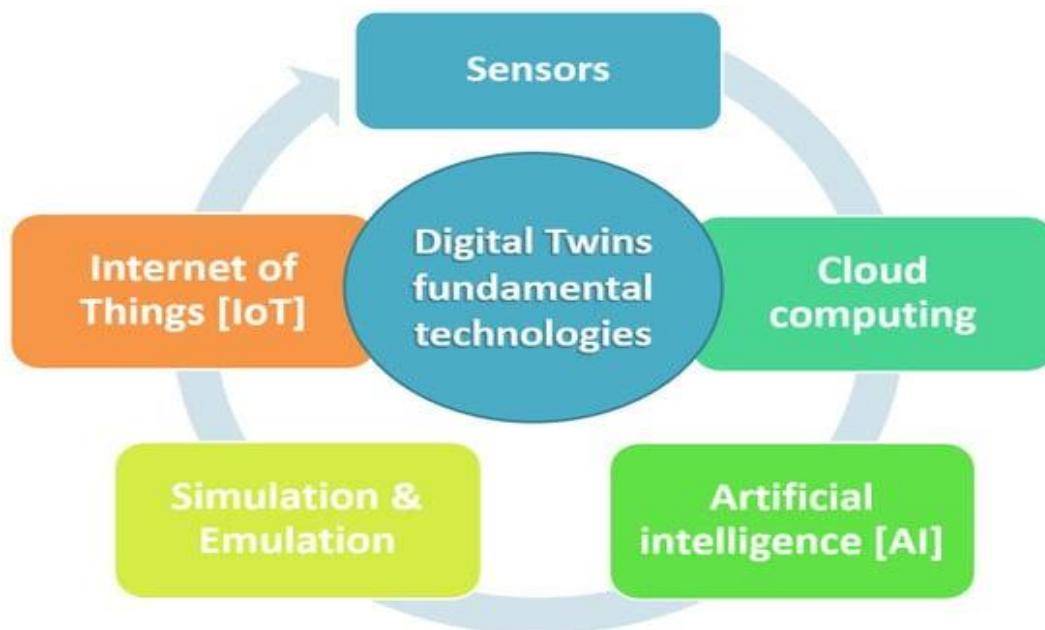 Sensors
Digital Twins
fundamental
technologies
Internet of
Things [IoT]
Cloud
computing
Simulation &
Emulation
Artificial
intelligence [AI]